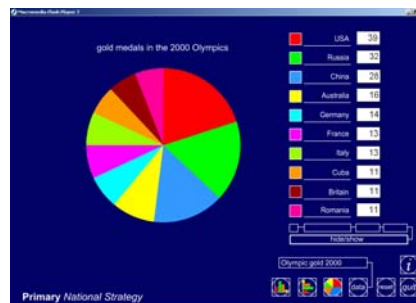 Macromedia Flash Player 7
gold medals in the 2000 Olympics
USA 39
Russia 32
China 28
Australia 16
Germany 14
France 13
Italy 13
Cuba 11
Britain 11
Romania 11
hide/show
Olympic gold 2000
data
reset
quit
i
Primary National Strategy